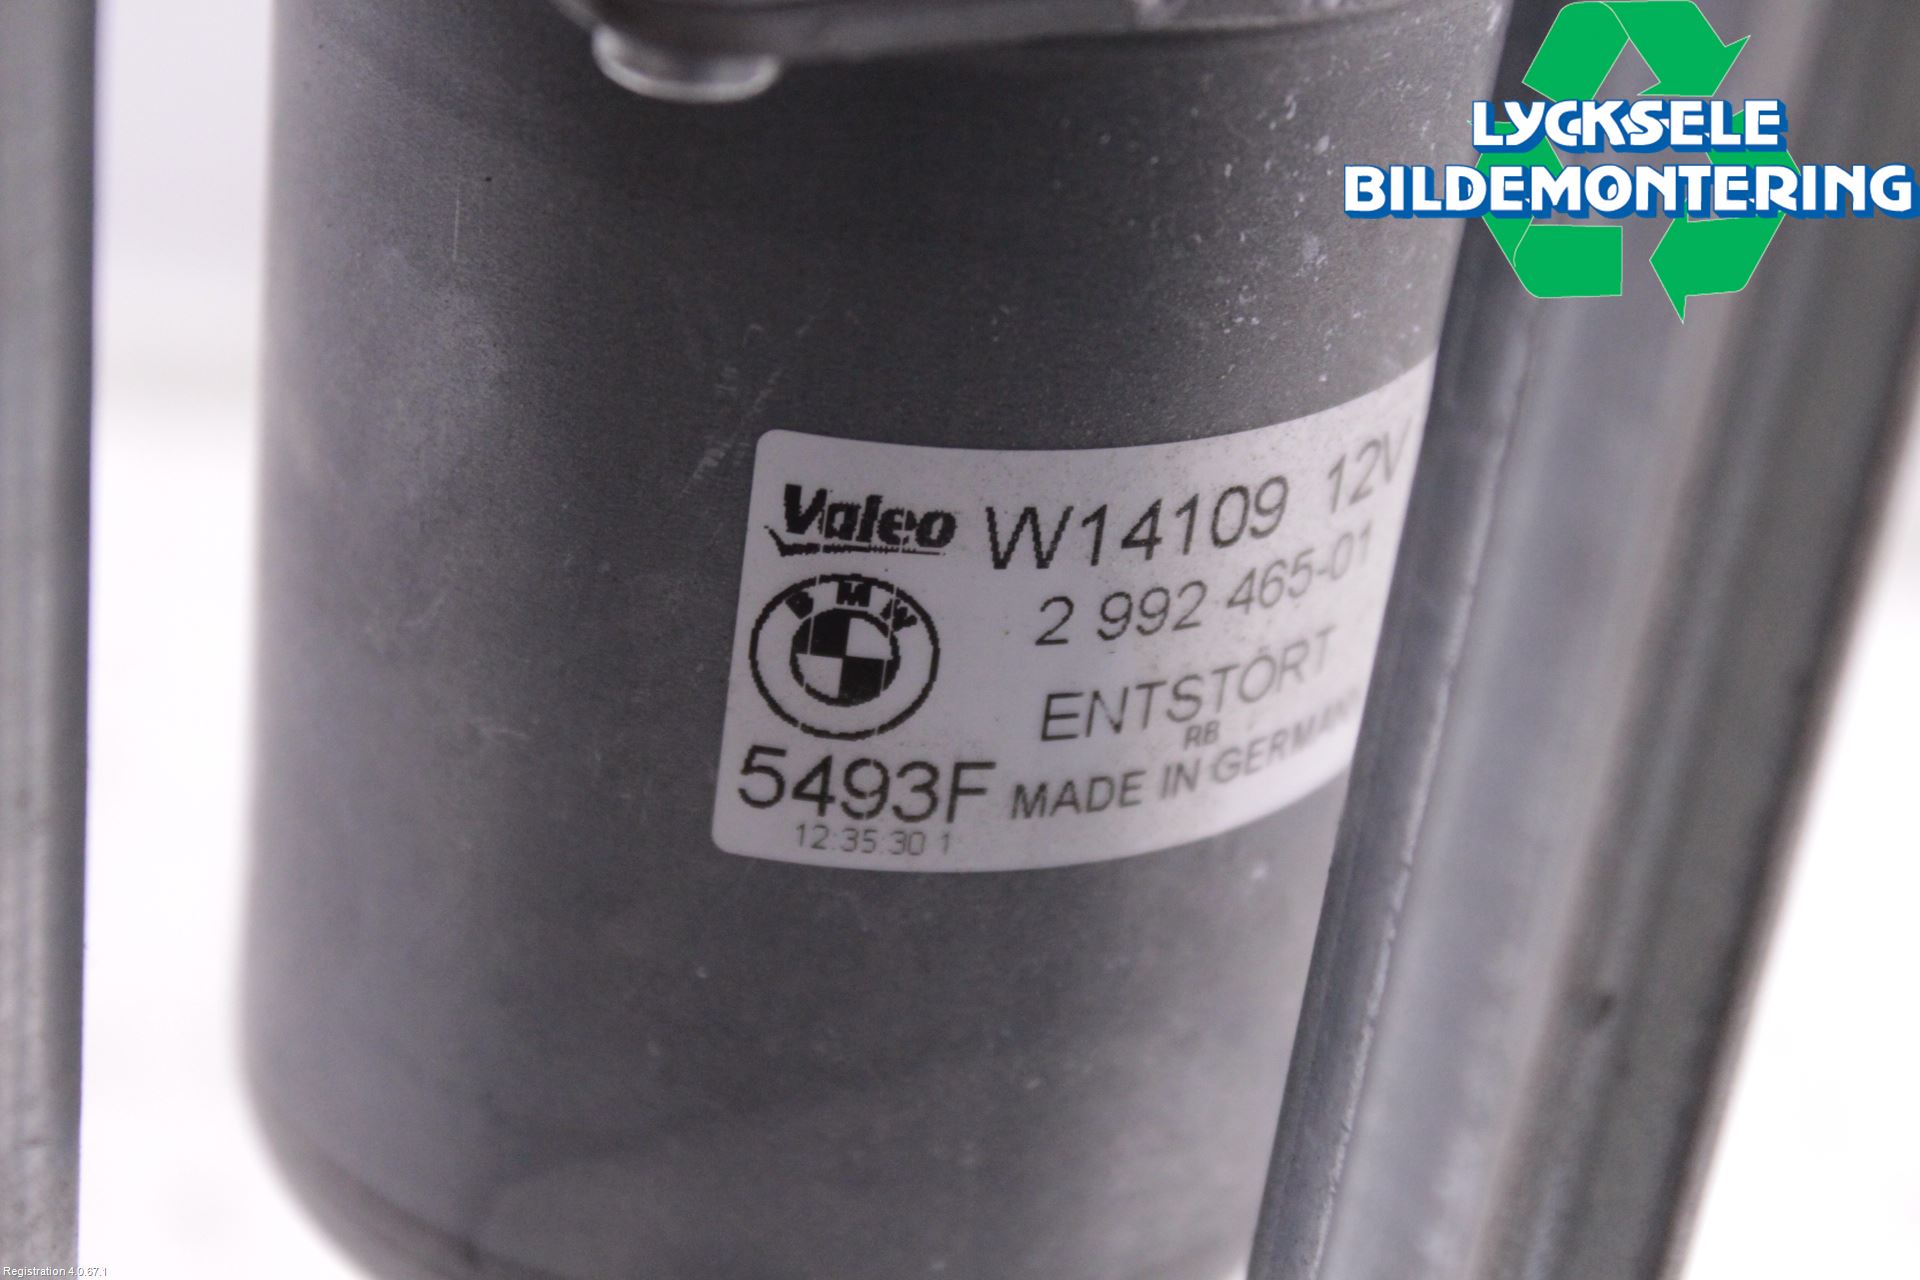 LYCKSELE
BILDEMONTERING
Valeo W14109 12V
BMW
2 992 465-01
ENTSTÖRT
RB
5493F MADE IN GERMANY
12:35:30 1
Registration 4.0.67.1